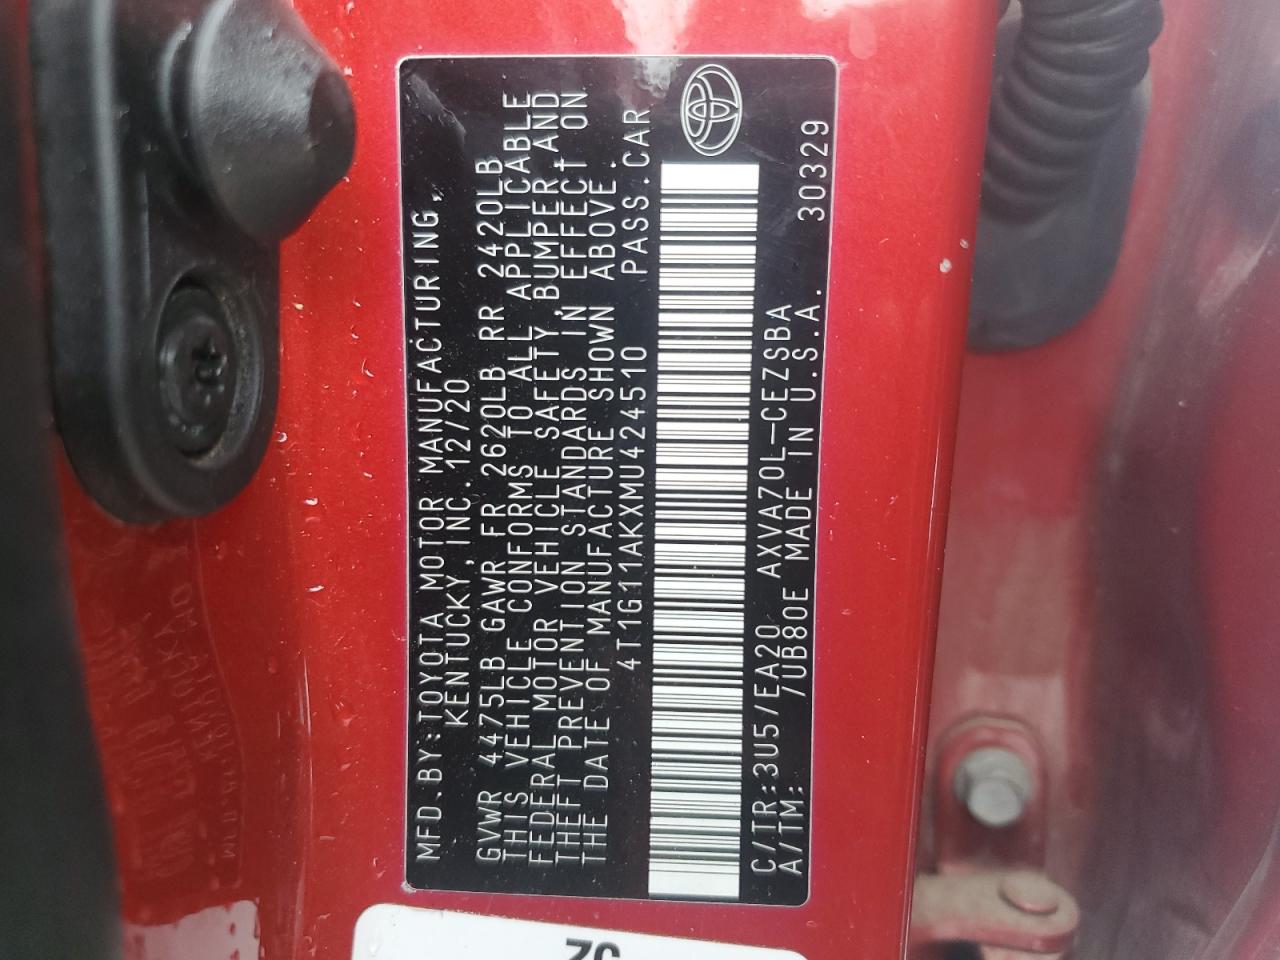 MFD.BY:TOYOTA MOTOR MANUFACTURING,
KENTUCKY,INC.12/20
GVWR 4475LB GAWR FR 2620LB RR 2420LB
THIS VEHICLE CONFORMS TO ALL APPLICABLE
FEDERAL MOTOR VEHICLE SAFETY,BUMPER,AND
THEFT PREVENTION STANDARDS IN EFFECT ON
THE DATE OF MANUFACTURE SHOWN ABOVE.
4T1G11AKXMU424510 PASS.CAR
C/TR:3U5/EA20 AXVA70L-CEZSBA
A/TM: /UB80E MADE IN U.S.A. 30329